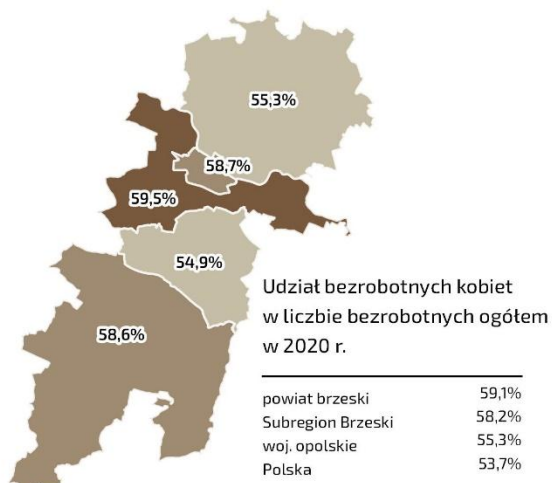 55,3%
58,7%
59,5%
54,9%
58,6%
Udział bezrobotnych kobiet
w liczbie bezrobotnych ogółem
w 2020 r.
powiat brzeski 59,1%
Subregion Brzeski 58,2%
woj. opolskie 55,3%
Polska 53,7%